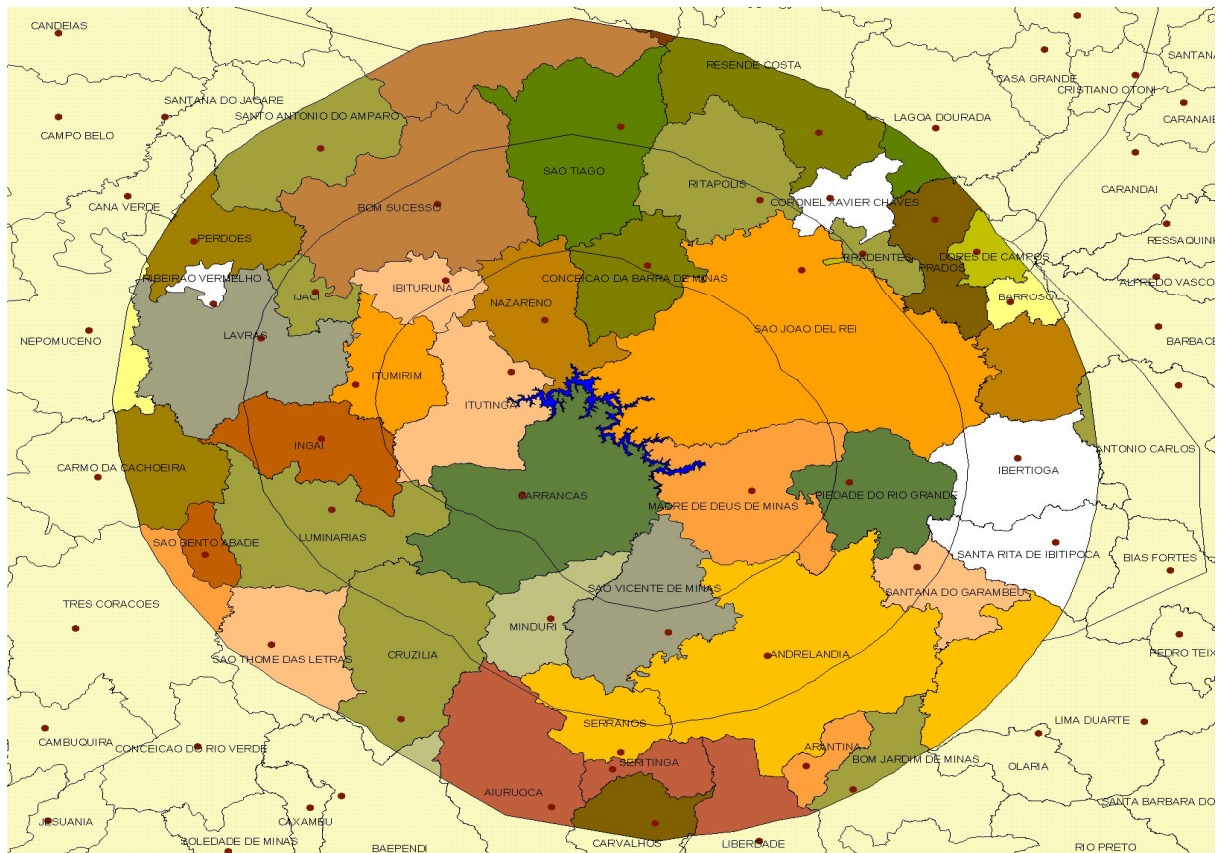 CANDEIAS
RESENDE COSTA
SANTANA
CASA GRANDE
CRISTIANO OTONI
SANTANA DO JACARE
SANTO ANTONIO DO AMPARO
LAGOA DOURADA
CARANAIB
CAMPO BELO
SAO TIAGO
RITAPOLIS
CARANDAI
CANA VERDE
BOM SUCESSO
CORONEL XAVIER CHAVES
RESSAQUINH
PERDOES
TIRADENTES
DORES DE CAMPOS
PRADOS
RIBEIRAO VERMELHO
CONCEICAO DA BARRA DE MINAS
ALFREDO VASCO
IBITURUNA
IJACI
NAZARENO
BARROSO
SAO JOAO DEL REI
BARBACE
NEPOMUCENO
LAVRAS
ITUMIRIM
ITUTINGA
INGAI
ANTONIO CARLOS
CARMO DA CACHOEIRA
IBERTIOGA
CARRANCAS
PIEDADE DO RIO GRANDE
MADRE DE DEUS DE MINAS
SAO BENTO ABADE
LUMINARIAS
SANTA RITA DE IBITIPOCA
BIAS FORTES
SAO VICENTE DE MINAS
SANTANA DO GARAMBEU
TRES CORACOES
MINDURI
SAO THOME DAS LETRAS
CRUZILIA
ANDRELANDIA
PEDRO TEIX
SERRANOS
LIMA DUARTE
CAMBUQUIRA
CONCEICAO DO RIO VERDE
ARANTINA
BOM JARDIM DE MINAS
SERITINGA
OLARIA
AIURUOCA
SANTA BARBARA DO
JESUANIA
CAXAMBU
SOLEDADE DE MINAS
CARVALHOS
LIBERDADE
BAEPENDI
RIO PRETO